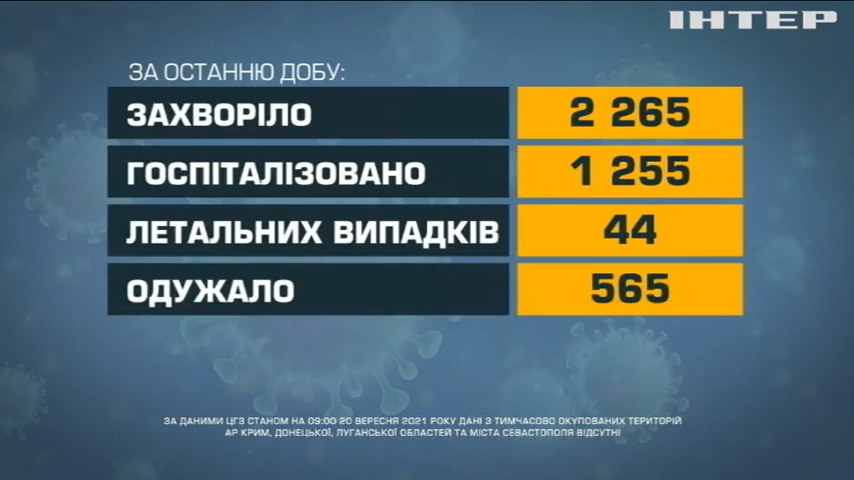 ІНТЕР
ЗА ОСТАННЮ ДОБУ:
ЗАХВОРІЛО 2 265
ГОСПІТАЛІЗОВАНО 1 255
ЛЕТАЛЬНИХ ВИПАДКІВ 44
ОДУЖАЛО 565
ЗА ДАНИМИ ЦГЗ СТАНОМ НА 09:00 20 ВЕРЕСНЯ 2021 РОКУ ДАНІ З ТИМЧАСОВО ОКУПОВАНИХ ТЕРИТОРІЙ
АР КРИМ, ДОНЕЦЬКОЇ, ЛУГАНСЬКОЇ ОБЛАСТЕЙ ТА МІСТА СЕВАСТОПОЛЯ ВІДСУТНІ